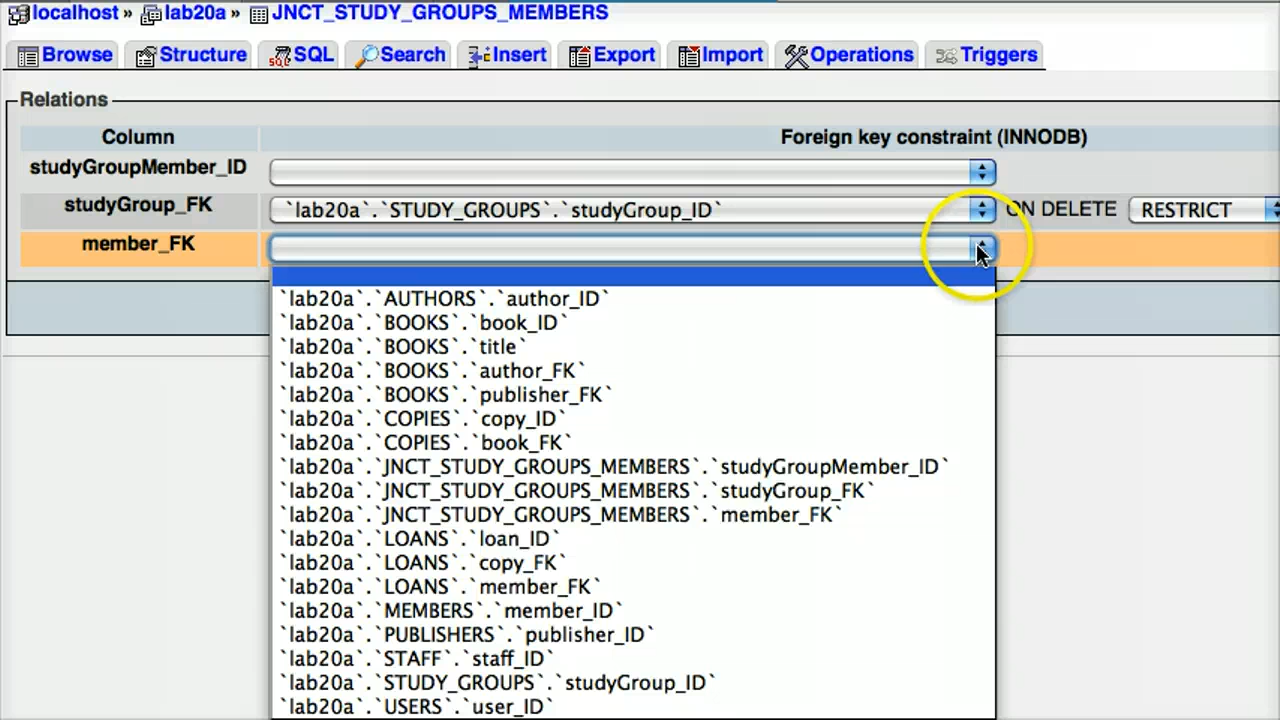 localhost » lab20a » JNCT_STUDY_GROUPS_MEMBERS
Browse Structure SQL Search Insert Export Import Operations Triggers
Relations
Column Foreign key constraint (INNODB)
studyGroupMember_ID
studyGroup_FK `lab20a`.`STUDY_GROUPS`.`studyGroup_ID` ON DELETE RESTRICT
member_FK
`lab20a`.`AUTHORS`.`author_ID`
`lab20a`.`BOOKS`.`book_ID`
`lab20a`.`BOOKS`.`title`
`lab20a`.`BOOKS`.`author_FK`
`lab20a`.`BOOKS`.`publisher_FK`
`lab20a`.`COPIES`.`copy_ID`
`lab20a`.`COPIES`.`book_FK`
`lab20a`.`JNCT_STUDY_GROUPS_MEMBERS`.`studyGroupMember_ID`
`lab20a`.`JNCT_STUDY_GROUPS_MEMBERS`.`studyGroup_FK`
`lab20a`.`JNCT_STUDY_GROUPS_MEMBERS`.`member_FK`
`lab20a`.`LOANS`.`loan_ID`
`lab20a`.`LOANS`.`copy_FK`
`lab20a`.`LOANS`.`member_FK`
`lab20a`.`MEMBERS`.`member_ID`
`lab20a`.`PUBLISHERS`.`publisher_ID`
`lab20a`.`STAFF`.`staff_ID`
`lab20a`.`STUDY_GROUPS`.`studyGroup_ID`
`lab20a`.`USERS`.`user_ID`